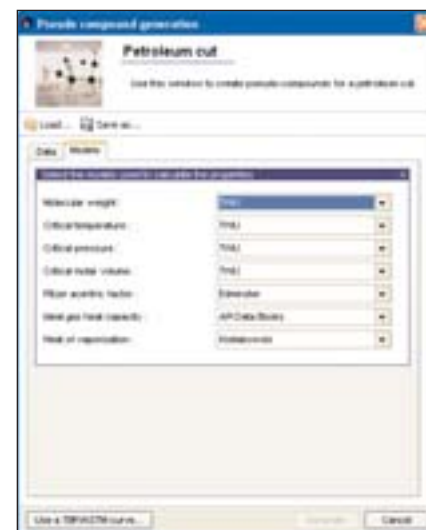 Pseudo compound generation
Petroleum cut
Use this window to create pseudo-compounds for a petroleum cut
Load... Save as...
Data Models
Select the models used to calculate the properties
Molecular weight: TWU
Critical temperature: TWU
Critical pressure: TWU
Critical molar volume: TWU
Pitzer acentric factor: Edmister
Ideal gas heat capacity: API Data Books
Heat of vaporization:
Use a TBP/ASTM curve... Cancel